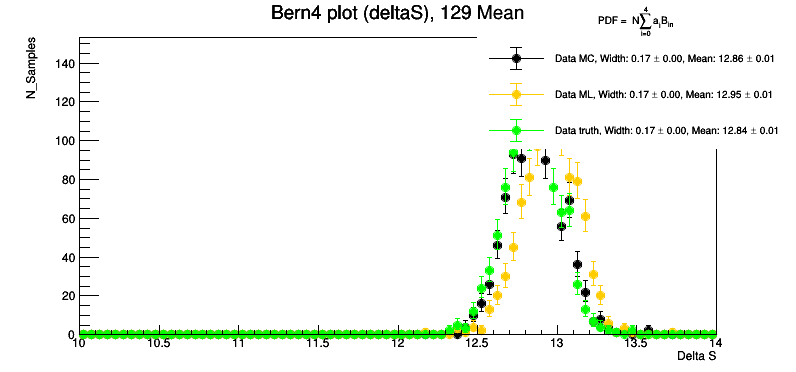 Bern4 plot (deltaS), 129 Mean
PDF = N∑aᵢBᵢₙ
4
i=0
N_Samples
Data MC, Width: 0.17 ± 0.00, Mean: 12.86 ± 0.01
Data ML, Width: 0.17 ± 0.00, Mean: 12.95 ± 0.01
Data truth, Width: 0.17 ± 0.00, Mean: 12.84 ± 0.01
140
120
100
80
60
40
20
0
10 10.5 11 11.5 12 12.5 13 13.5 14
Delta S